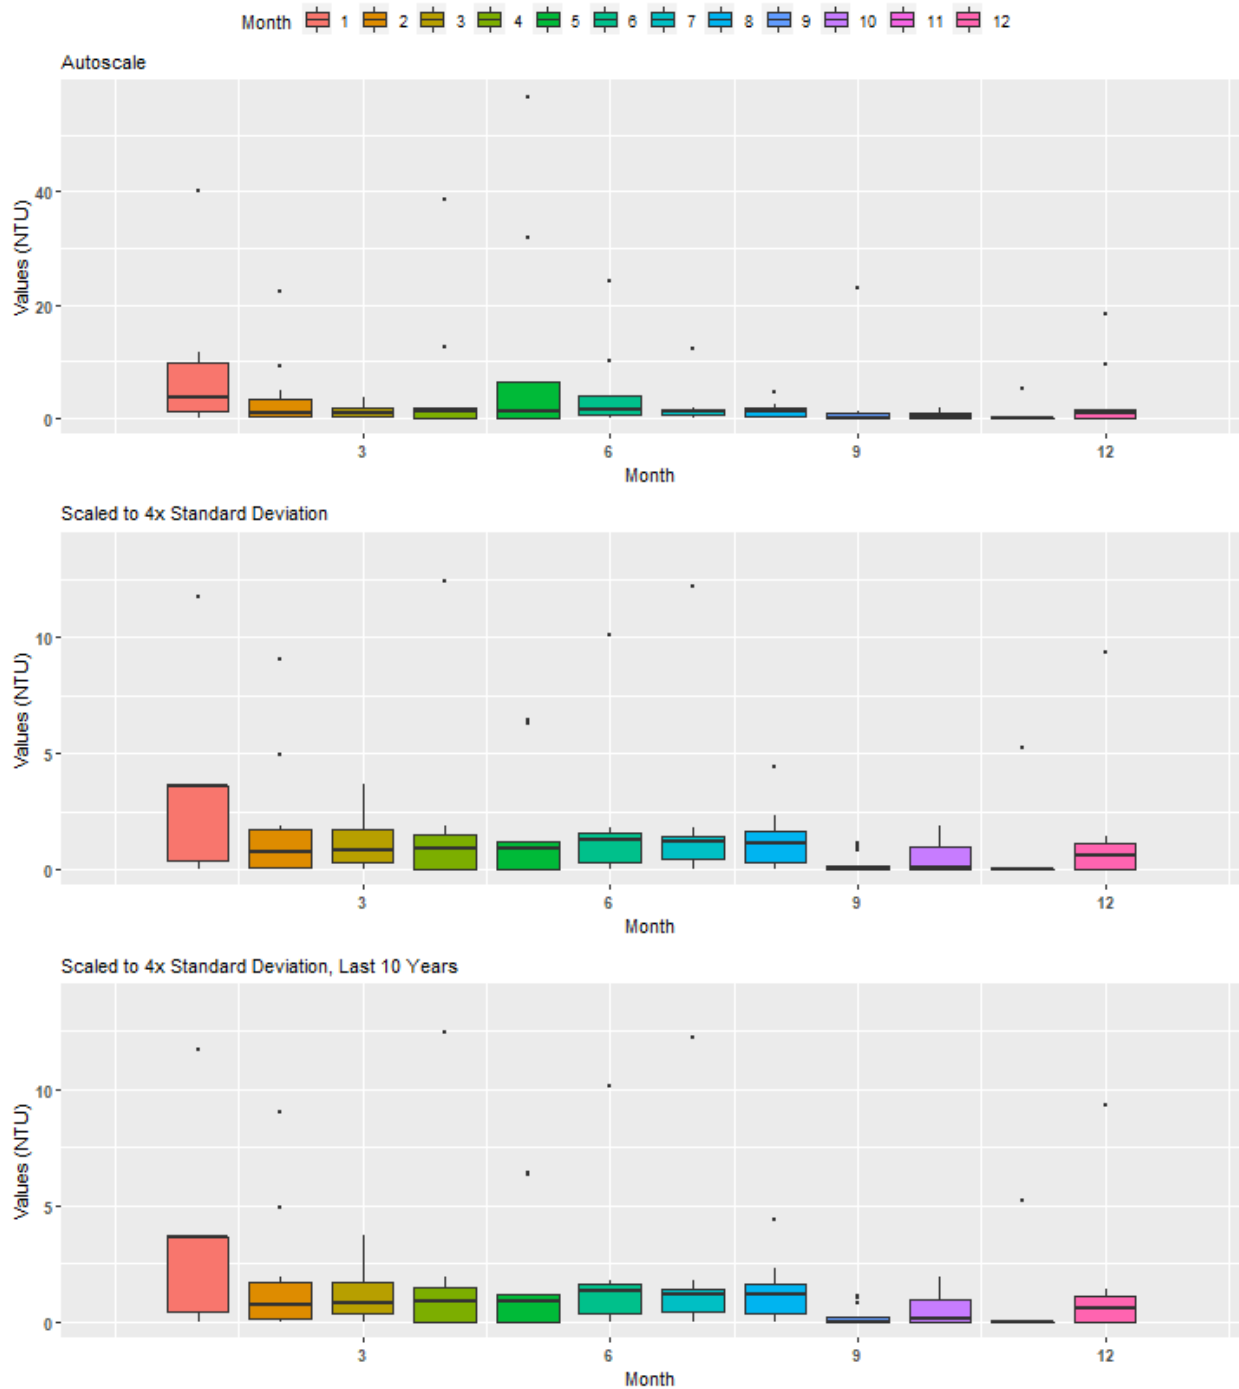 Month 1 2 3 4 5 6 7 8 9 10 11 12
Autoscale
Values (NTU)
40
20
0
3 6 9 12
Month
Scaled to 4x Standard Deviation
Values (NTU)
10
5
0
3 6 9 12
Month
Scaled to 4x Standard Deviation, Last 10 Years
Values (NTU)
10
5
0
3 6 9 12
Month